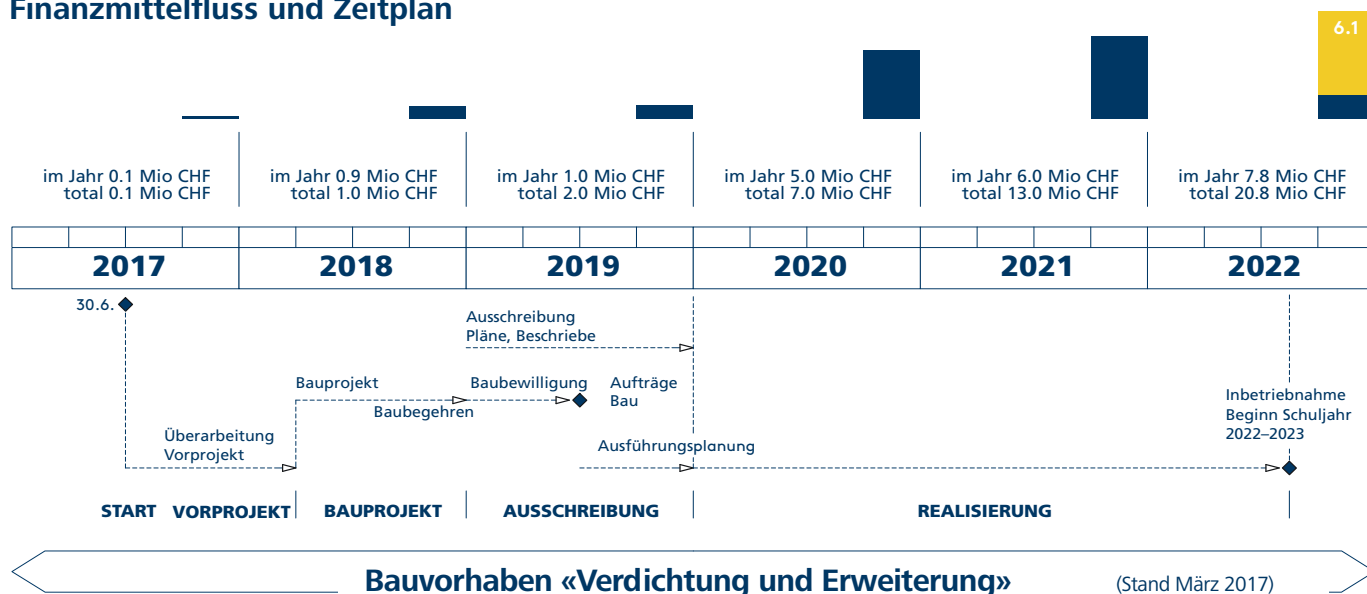 Finanzmittelfluss und Zeitplan
6.1
im Jahr 0.1 Mio CHF
total 0.1 Mio CHF
im Jahr 0.9 Mio CHF
total 1.0 Mio CHF
im Jahr 1.0 Mio CHF
total 2.0 Mio CHF
im Jahr 5.0 Mio CHF
total 7.0 Mio CHF
im Jahr 6.0 Mio CHF
total 13.0 Mio CHF
im Jahr 7.8 Mio CHF
total 20.8 Mio CHF
2017
2018
2019
2020
2021
2022
30.6.
Ausschreibung
Pläne, Beschriebe
Bauprojekt
Baubegehren
Baubewilligung
Aufträge
Bau
Inbetriebnahme
Beginn Schuljahr
2022–2023
Überarbeitung
Vorprojekt
Ausführungsplanung
START
VORPROJEKT
BAUPROJEKT
AUSSCHREIBUNG
REALISIERUNG
Bauvorhaben «Verdichtung und Erweiterung»
(Stand März 2017)